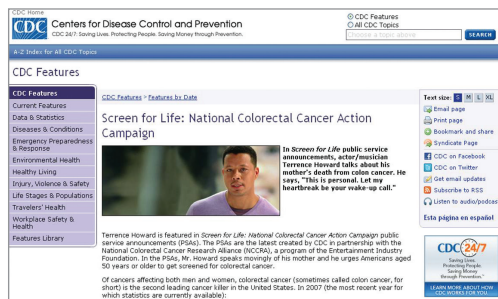 CDC Home
CDC
Centers for Disease Control and Prevention
CDC 24/7: Saving Lives. Protecting People. Saving Money through Prevention.
CDC Features
All CDC Topics
Choose a topic above
SEARCH
A-Z Index for All CDC Topics
CDC Features
CDC Features
Current Features
Data & Statistics
Diseases & Conditions
Emergency Preparedness
& Response
Environmental Health
Healthy Living
Injury, Violence & Safety
Life Stages & Populations
Travelers' Health
Workplace Safety &
Health
Features Library
CDC Features > Features by Date
Screen for Life: National Colorectal Cancer Action
Campaign
In Screen for Life public service
announcements, actor/musician
Terrence Howard talks about his
mother's death from colon cancer. He
says, "This is personal. Let my
heartbreak be your wake-up call."
Terrence Howard is featured in Screen for Life: National Colorectal Cancer Action Campaign public
service announcements (PSAs). The PSAs are the latest created by CDC in partnership with the
National Colorectal Cancer Research Alliance (NCCRA), a program of the Entertainment Industry
Foundation. In the PSAs, Mr. Howard speaks movingly of his mother and he urges Americans aged
50 years or older to get screened for colorectal cancer.
Of cancers affecting both men and women, colorectal cancer (sometimes called colon cancer, for
short) is the second leading cancer killer in the United States. In 2007 (the most recent year for
which statistics are currently available):
Text size: S M L XL
Email page
Print page
Bookmark and share
Syndicate Page
CDC on Facebook
CDC on Twitter
Get email updates
Subscribe to RSS
Listen to audio/podcas
Esta página en español
CDC 24/7
Saving Lives.
Protecting People.
Saving Money
through Prevention.
LEARN MORE ABOUT HOW
CDC WORKS FOR YOU